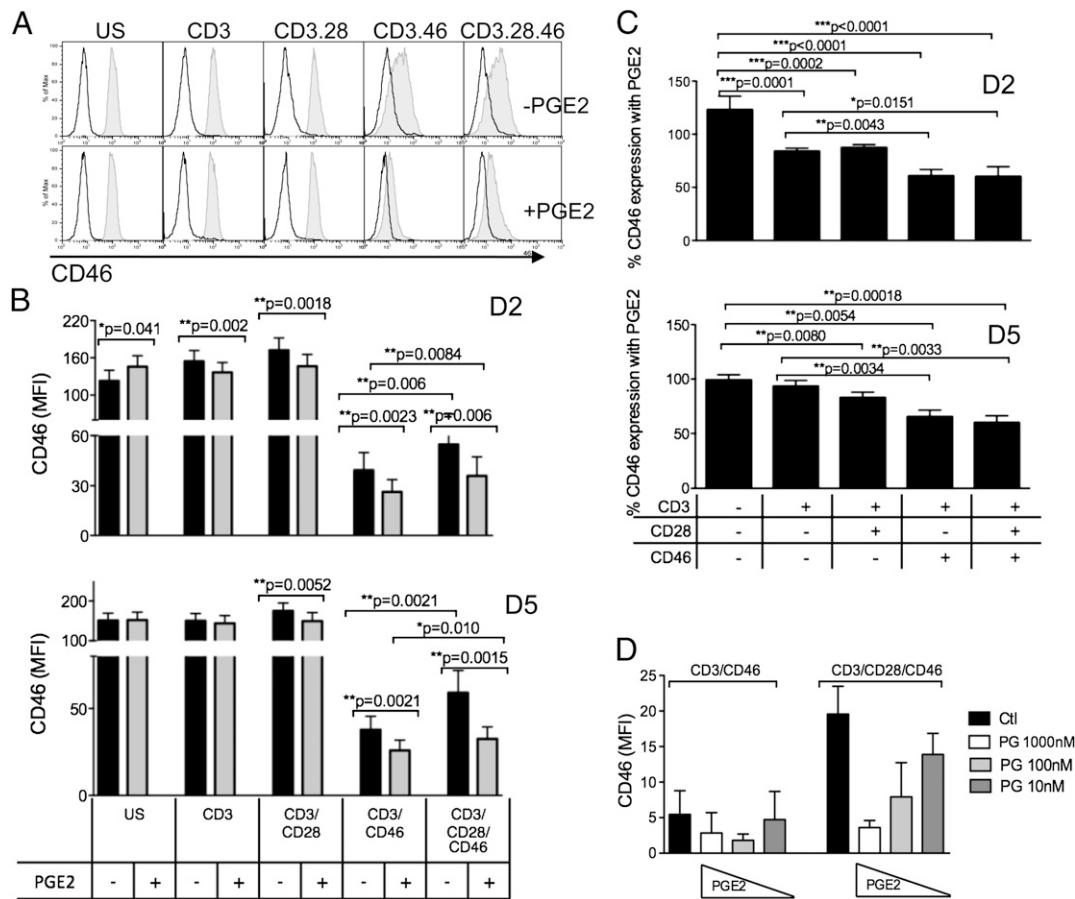 A
US CD3 CD3.28 CD3.46 CD3.28.46
% of Max
-PGE2
% of Max
+PGE2
CD46
B
D2
CD46 (MFI)
220
160
100
60
30
0
*p=0.041
**p=0.002
**p=0.0018
**p=0.0084
**p=0.006
**p=0.0023
**p=0.006
D5
CD46 (MFI)
200
100
50
0
**p=0.0052
**p=0.0021
*p=0.010
**p=0.0015
**p=0.0021
US CD3 CD3/ CD3/ CD3/
CD28 CD46 CD28/
CD46
PGE2 - + - + - + - + - +
C
D2
% CD46 expression with PGE2
150
100
50
0
***p<0.0001
***p<0.0001
***p=0.0002
***p=0.0001
*p=0.0151
**p=0.0043
D5
% CD46 expression with PGE2
150
100
50
0
**p=0.00018
**p=0.0054
**p=0.0080
**p=0.0033
**p=0.0034
CD3 - + + + +
CD28 - - + - +
CD46 - - - + +
D
CD46 (MFI)
25
20
15
10
5
0
CD3/CD46 CD3/CD28/CD46
Ctl
PG 1000nM
PG 100nM
PG 10nM
PGE2 PGE2